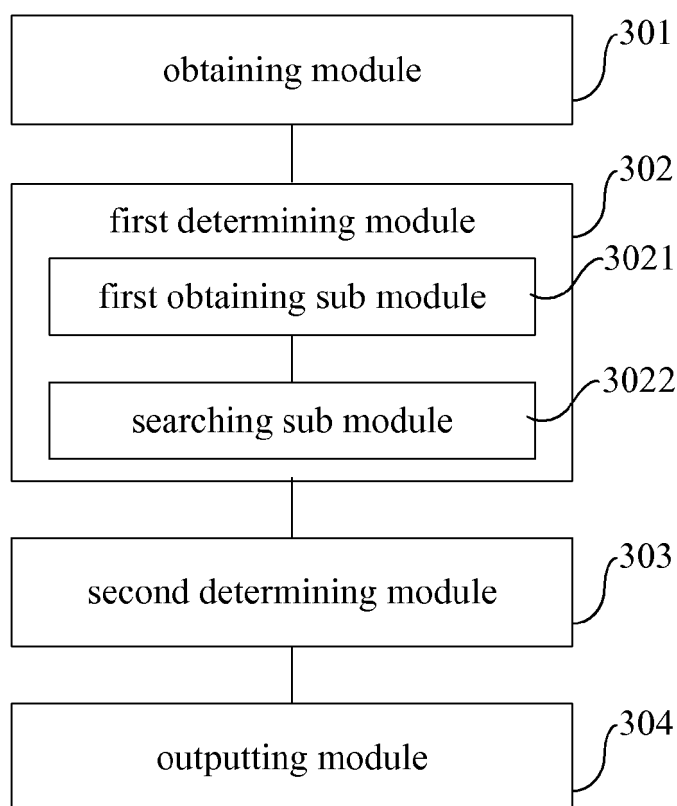 301
obtaining module
302
first determining module
3021
first obtaining sub module
3022
searching sub module
303
second determining module
304
outputting module